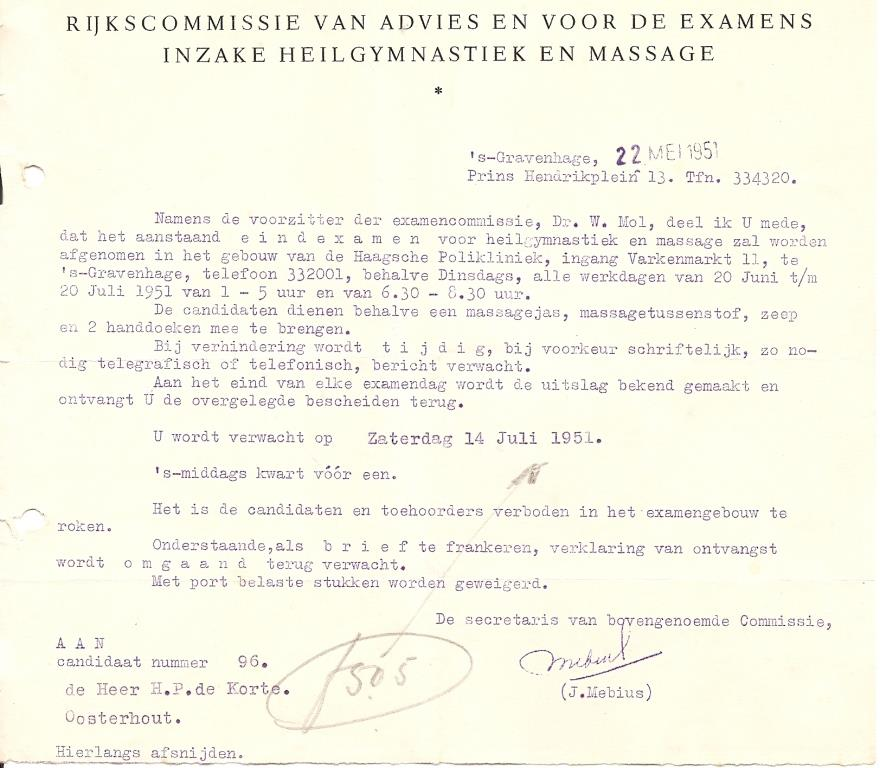 RIJKSCOMMISSIE VAN ADVIES EN VOOR DE EXAMENS
INZAKE HEILGYMNASTIEK EN MASSAGE
*
's-Gravenhage, 22 MEI 1951
Prins Hendrikplein 13. Tfn. 334320.
Namens de voorzitter der examencommissie, Dr. W. Mol, deel ik U mede,
dat het aanstaand e i n d e x a m e n voor heilgymnastiek en massage zal worden
afgenomen in het gebouw van de Haagsche Polikliniek, ingang Varkenmarkt 11, te
's-Gravenhage, telefoon 332001, behalve Dinsdags, alle werkdagen van 20 Juni t/m
20 Juli 1951 van 1 - 5 uur en van 6.30 - 8.30 uur.
De candidaten dienen behalve een massagejas, massagetussenstof, zeep
en 2 handdoeken mee te brengen.
Bij verhindering wordt t i j d i g, bij voorkeur schriftelijk, zo no-
dig telegrafisch of telefonisch, bericht verwacht.
Aan het eind van elke examendag wordt de uitslag bekend gemaakt en
ontvangt U de overgelegde bescheiden terug.
U wordt verwacht op Zaterdag 14 Juli 1951.
's-middags kwart vóór een.
Het is de candidaten en toehoorders verboden in het examengebouw te
roken.
Onderstaande,als b r i e f te frankeren, verklaring van ontvangst
wordt o m g a a n d terug verwacht.
Met port belaste stukken worden geweigerd.
De secretaris van bovengenoemde Commissie,
A A N
candidaat nummer 96.
Mebius
de Heer H.P.de Korte.
(J.Mebius)
Oosterhout.
Hierlangs afsnijden.